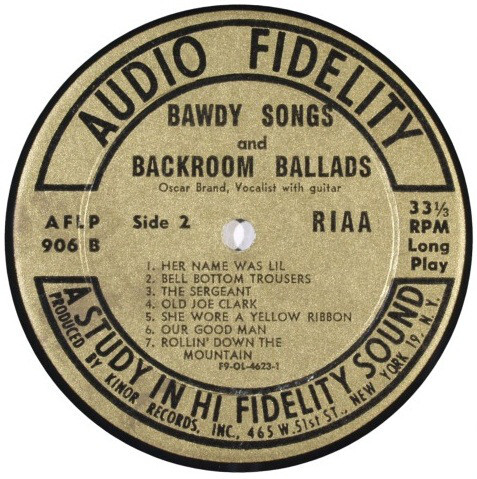 AUDIO FIDELITY
BAWDY SONGS
and
BACKROOM BALLADS
Oscar Brand, Vocalist with guitar
AFLP
906 B
Side 2
RIAA
33⅓
RPM
Long
Play
1. HER NAME WAS LIL
2. BELL BOTTOM TROUSERS
3. THE SERGEANT
4. OLD JOE CLARK
5. SHE WORE A YELLOW RIBBON
6. OUR GOOD MAN
7. ROLLIN' DOWN THE
MOUNTAIN
F9-OL-4623-1
A STUDY IN HI FIDELITY SOUND
PRODUCED BY KIMOR RECORDS, INC., 465 W. 51st ST., NEW YORK 19, N. Y.